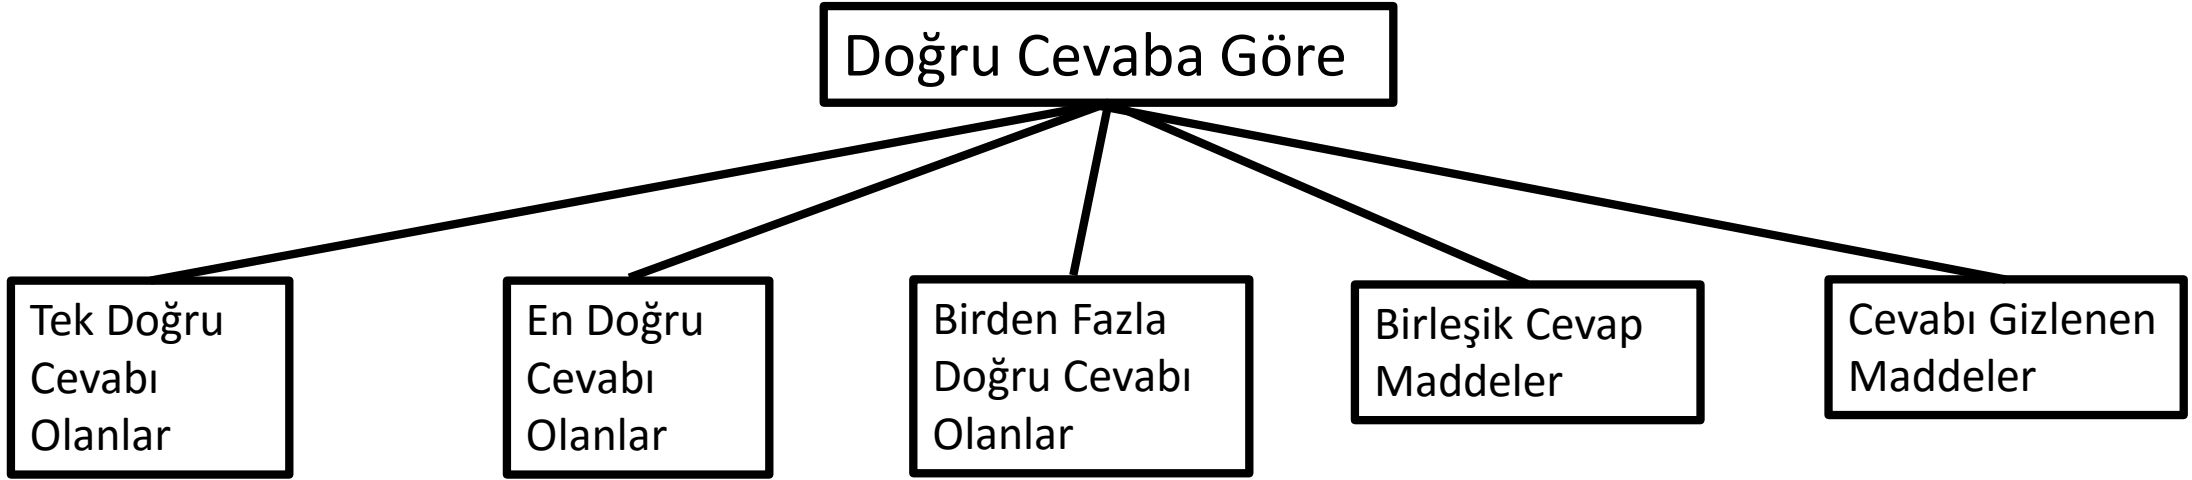 Doğru Cevaba Göre
Tek Doğru
Cevabı
Olanlar
En Doğru
Cevabı
Olanlar
Birden Fazla
Doğru Cevabı
Olanlar
Birleşik Cevap
Maddeler
Cevabı Gizlenen
Maddeler